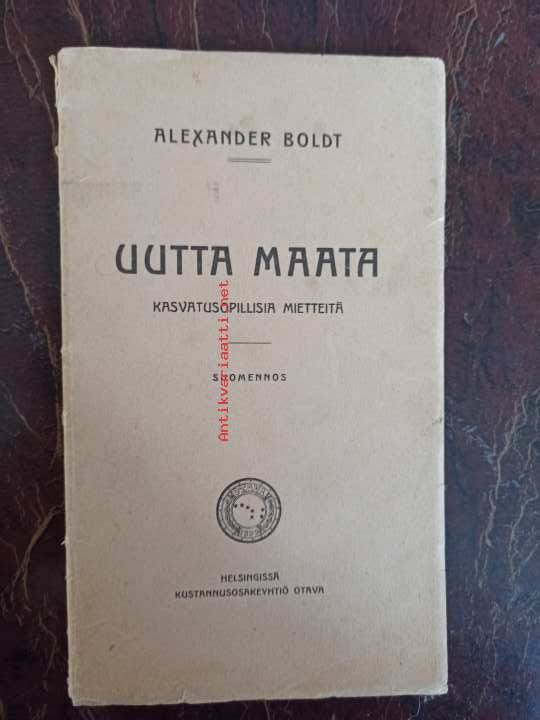 ALEXANDER BOLDT
UUTTA MAATA
KASVATUSOPILLISIA MIETTEITÄ
SUOMENNOS
Antikvariaatti.net
HELSINGISSÄ
KUSTANNUSOSAKEYHTIÖ OTAVA